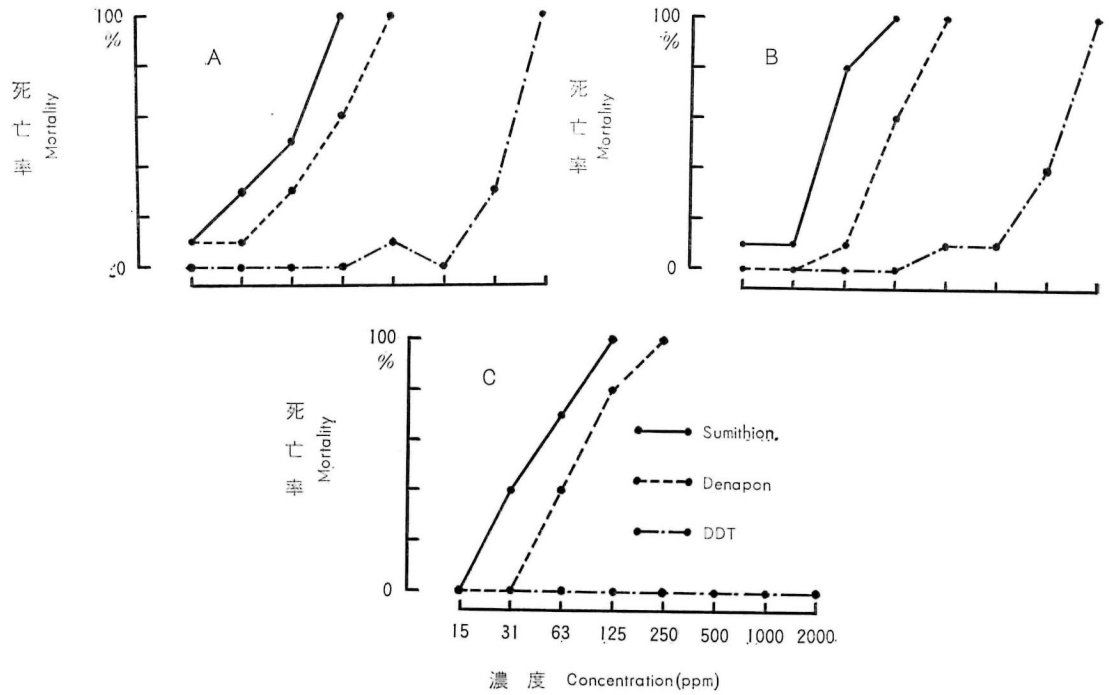 100
%
A
死亡率
Mortality
0
100
%
B
死亡率
Mortality
0
100
%
C
死亡率
Mortality
0
Sumithion.
Denapon
DDT
15 31 63 125 250 500 1000 2000
濃度 Concentration (ppm)